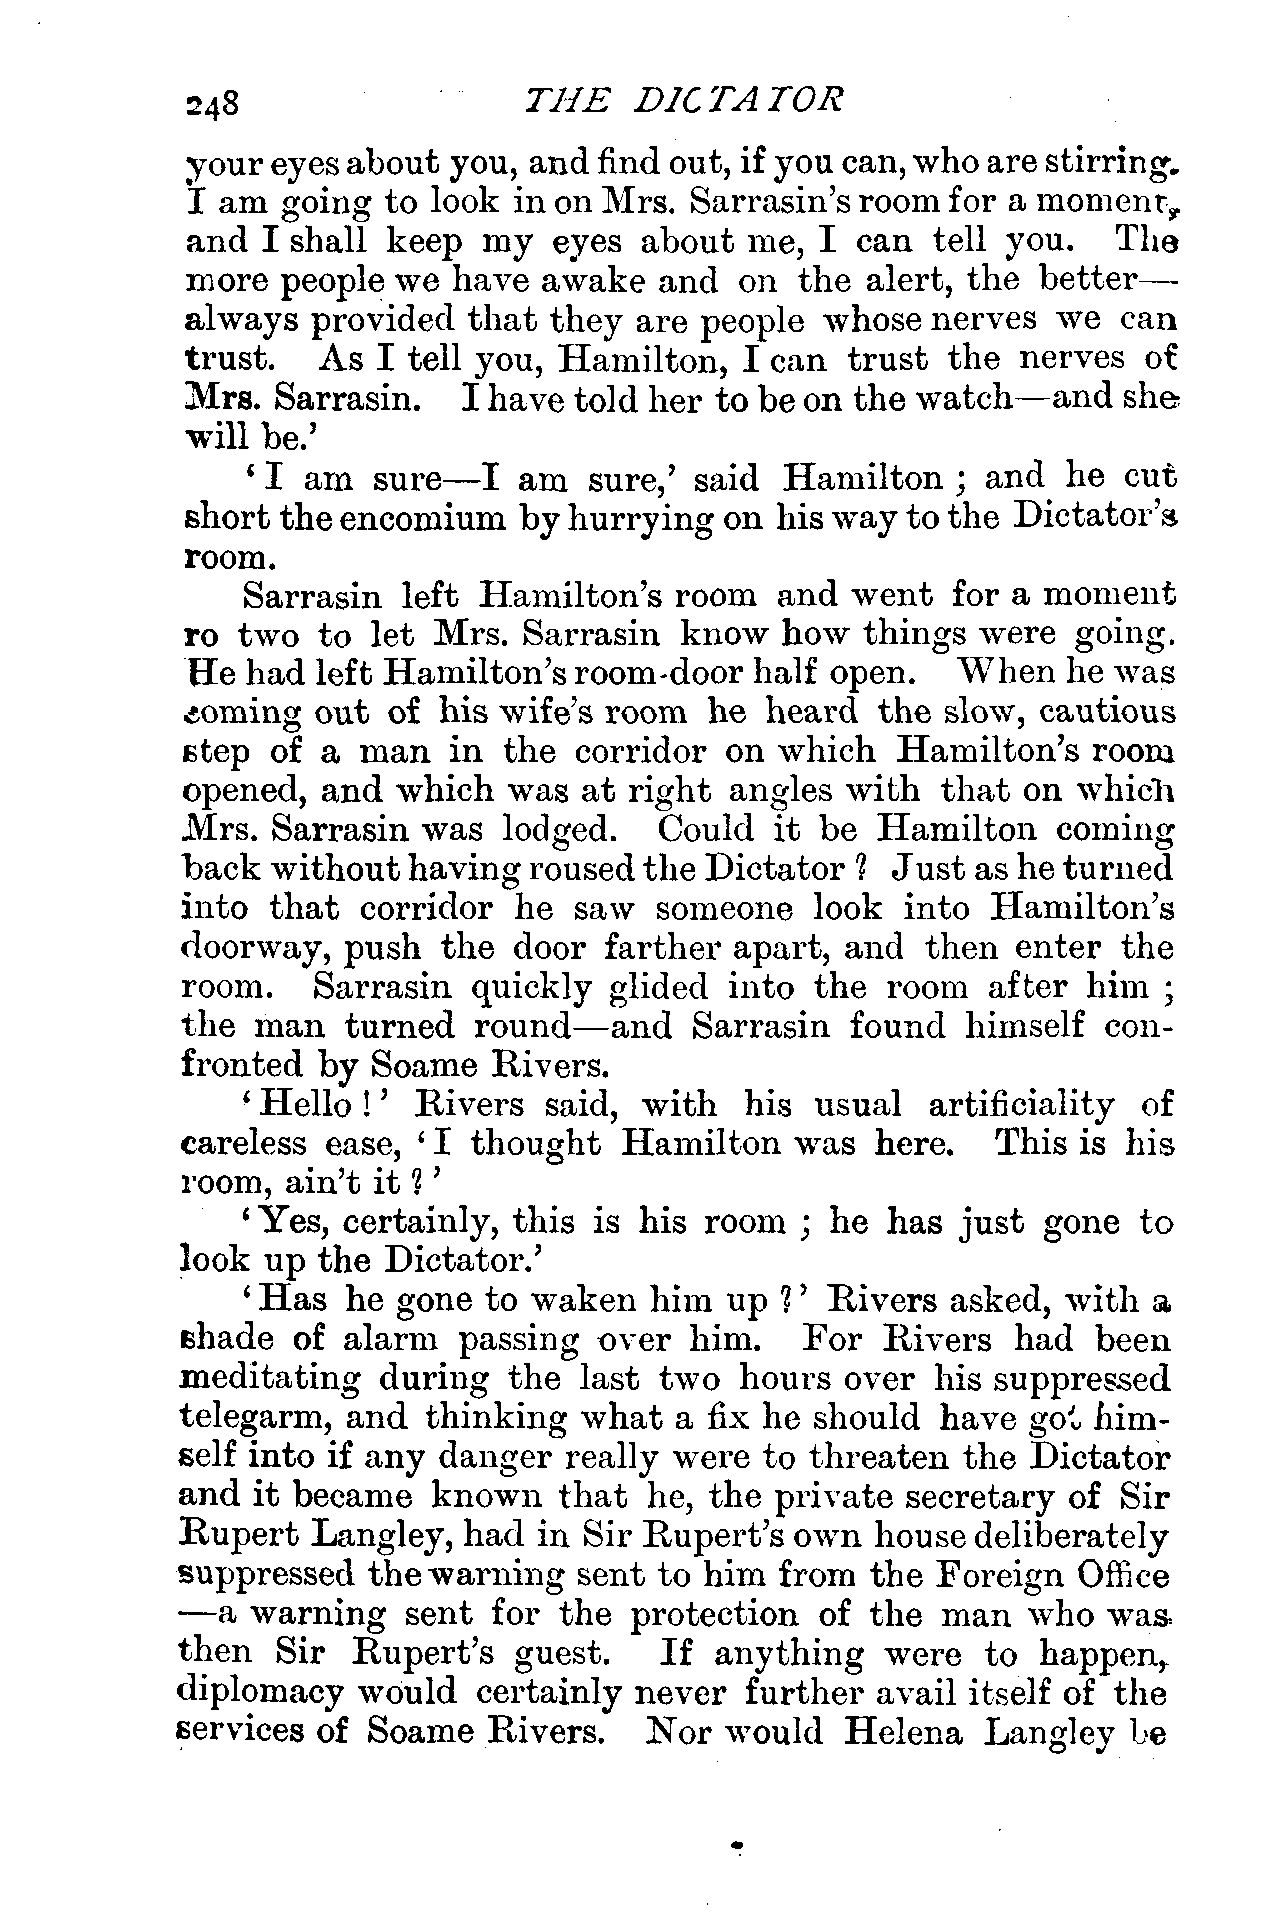 248 THE DICTATOR
your eyes about you, and find out, if you can, who are stirring.
I am going to look in on Mrs. Sarrasin's room for a moment,
and I shall keep my eyes about me, I can tell you. The
more people we have awake and on the alert, the better—
always provided that they are people whose nerves we can
trust. As I tell you, Hamilton, I can trust the nerves of
Mrs. Sarrasin. I have told her to be on the watch—and she
will be.'
‘I am sure—I am sure,’ said Hamilton ; and he cut
short the encomium by hurrying on his way to the Dictator's
room.
Sarrasin left Hamilton's room and went for a moment
ro two to let Mrs. Sarrasin know how things were going.
He had left Hamilton's room-door half open. When he was
coming out of his wife's room he heard the slow, cautious
step of a man in the corridor on which Hamilton's room
opened, and which was at right angles with that on which
Mrs. Sarrasin was lodged. Could it be Hamilton coming
back without having roused the Dictator ? Just as he turned
into that corridor he saw someone look into Hamilton's
doorway, push the door farther apart, and then enter the
room. Sarrasin quickly glided into the room after him ;
the man turned round—and Sarrasin found himself con-
fronted by Soame Rivers.
‘Hello !’ Rivers said, with his usual artificiality of
careless ease, ‘I thought Hamilton was here. This is his
room, ain't it ?’
‘Yes, certainly, this is his room ; he has just gone to
look up the Dictator.’
‘Has he gone to waken him up ?’ Rivers asked, with a
shade of alarm passing over him. For Rivers had been
meditating during the last two hours over his suppressed
telegarm, and thinking what a fix he should have got him-
self into if any danger really were to threaten the Dictator
and it became known that he, the private secretary of Sir
Rupert Langley, had in Sir Rupert's own house deliberately
suppressed the warning sent to him from the Foreign Office
—a warning sent for the protection of the man who was
then Sir Rupert's guest. If anything were to happen,
diplomacy would certainly never further avail itself of the
services of Soame Rivers. Nor would Helena Langley be